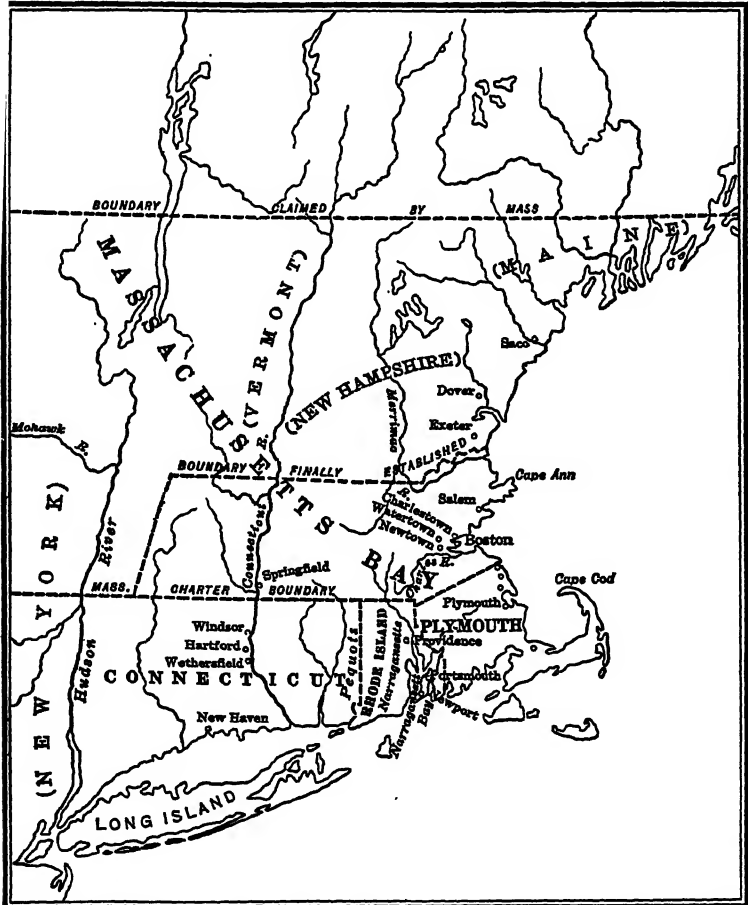 BOUNDARY CLAIMED BY MASS
MASSACHUSETTS BAY
(VERMONT)
(MAINE)
Saco
(NEW HAMPSHIRE)
Dover
Merrimac R.
Exeter
Mohawk R.
BOUNDARY FINALLY ESTABLISHED
Cape Ann
Salem
Charlestown
Watertown
Newtown
Boston
Charles R.
Connecticut R.
Springfield
Hudson River
(NEW YORK)
MASS. CHARTER BOUNDARY
Cape Cod
Plymouth
PLYMOUTH
Windsor
Hartford
Wethersfield
CONNECTICUT
Pequois
RHODE ISLAND
Narragansetts
Providence
Portsmouth
Narragansett Bay
Newport
New Haven
LONG ISLAND